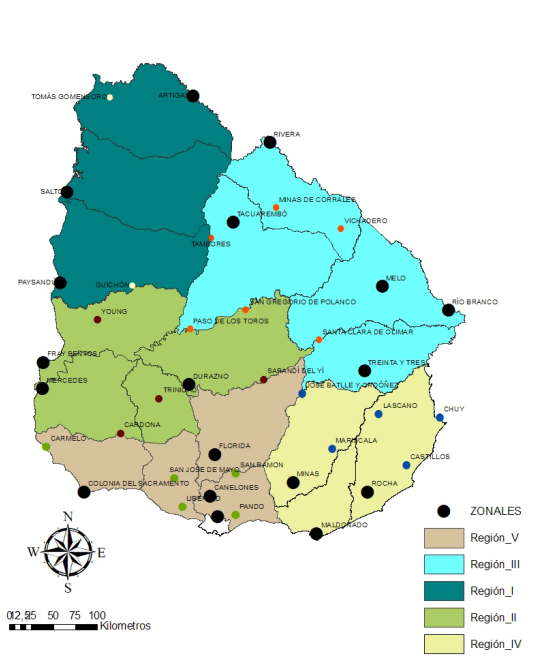 TOMÁS GOMENSORO
ARTIGAS
RIVERA
SALTO
MINAS DE CORRALES
TACUAREMBÓ
VICHADERO
TAMBORES
PAYSANDÚ
GUICHÓN
MELO
SAN GREGORIO DE POLANCO
RÍO BRANCO
YOUNG
PASO DE LOS TOROS
SANTA CLARA DE OLIMAR
FRAY BENTOS
TREINTA Y TRES
SARANDÍ DEL YÍ
DURAZNO
MERCEDES
JOSÉ BATLLE Y ORDÓÑEZ
TRINIDAD
LASCANO
CHUY
CARDONA
CARMELO
MARISCALA
FLORIDA
CASTILLOS
SAN RAMON
SAN JOSE DE MAYO
MINAS
COLONIA DEL SACRAMENTO
CANELONES
ROCHA
PANDO
MALDONADO
ZONALES
Región_V
Región_III
Región_I
Región_II
Región_IV
N
W E
S
0 12,5 25 50 75 100
Kilometros